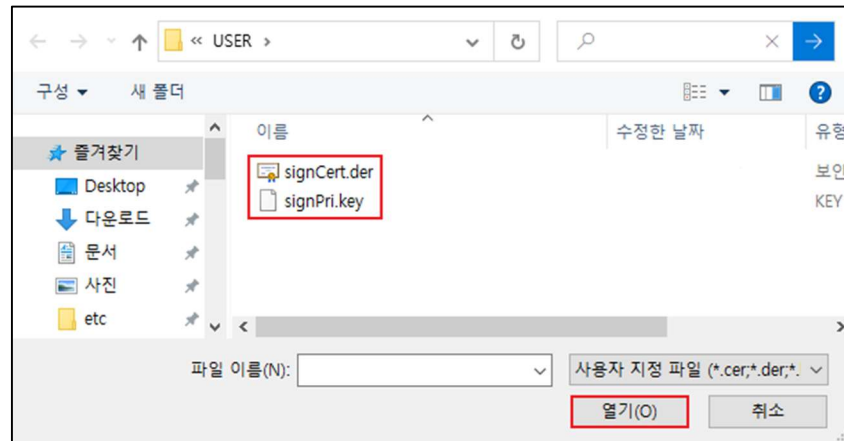 « USER ›
구성 새 폴더
이름 수정한 날짜 유형
즐겨찾기
Desktop
다운로드
문서
사진
etc
signCert.der 보안
signPri.key KEY
파일 이름(N): 사용자 지정 파일 (*.cer;*.der;*.
열기(O) 취소